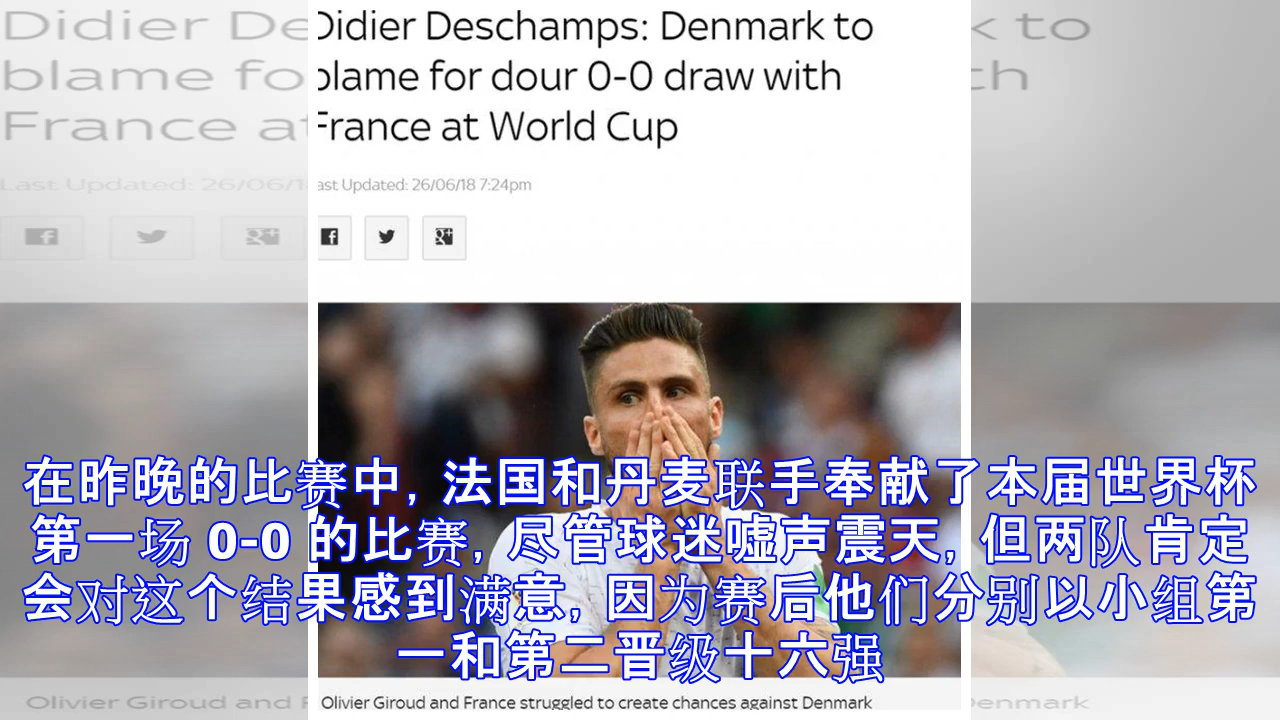 Didier Deschamps: Denmark to
blame for dour 0-0 draw with
France at World Cup
ast Updated: 26/06/18 7:24pm
在昨晚的比赛中, 法国和丹麦联手奉献了本届世界杯
第一场 0-0 的比赛, 尽管球迷嘘声震天, 但两队肯定
会对这个结果感到满意, 因为赛后他们分别以小组第
一和第二晋级十六强
Olivier Giroud and France struggled to create chances against Denmark